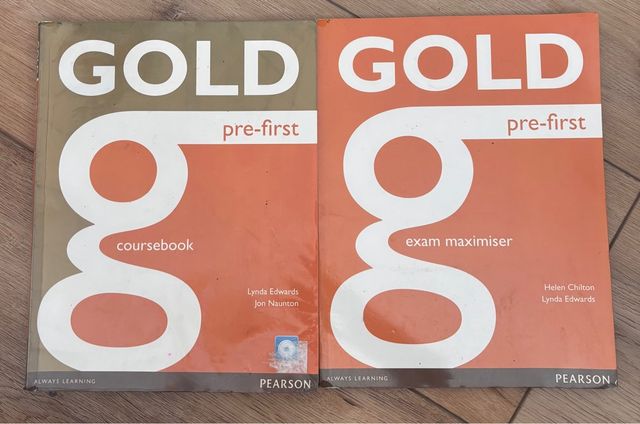 GOLD
pre-first
coursebook
Lynda Edwards
Jon Naunton
ALWAYS LEARNING
PEARSON
GOLD
pre-first
exam maximiser
Helen Chilton
Lynda Edwards
ALWAYS LEARNING
PEARSON